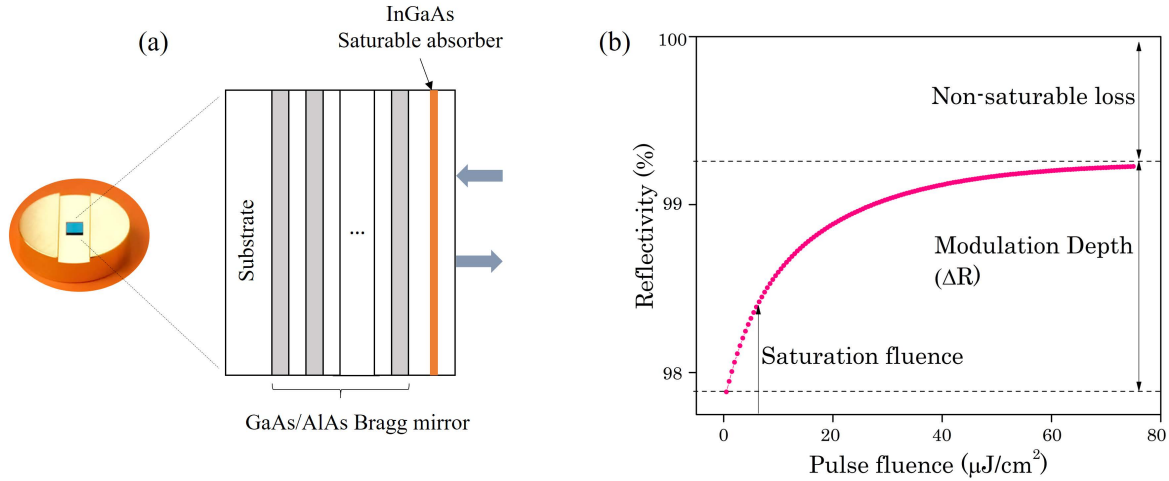 (a)
InGaAs
Saturable absorber
Substrate
...
GaAs/AlAs Bragg mirror
(b)
Reflectivity (%)
100
99
98
Non-saturable loss
Modulation Depth
(ΔR)
Saturation fluence
0
20
40
60
80
Pulse fluence (μJ/cm²)